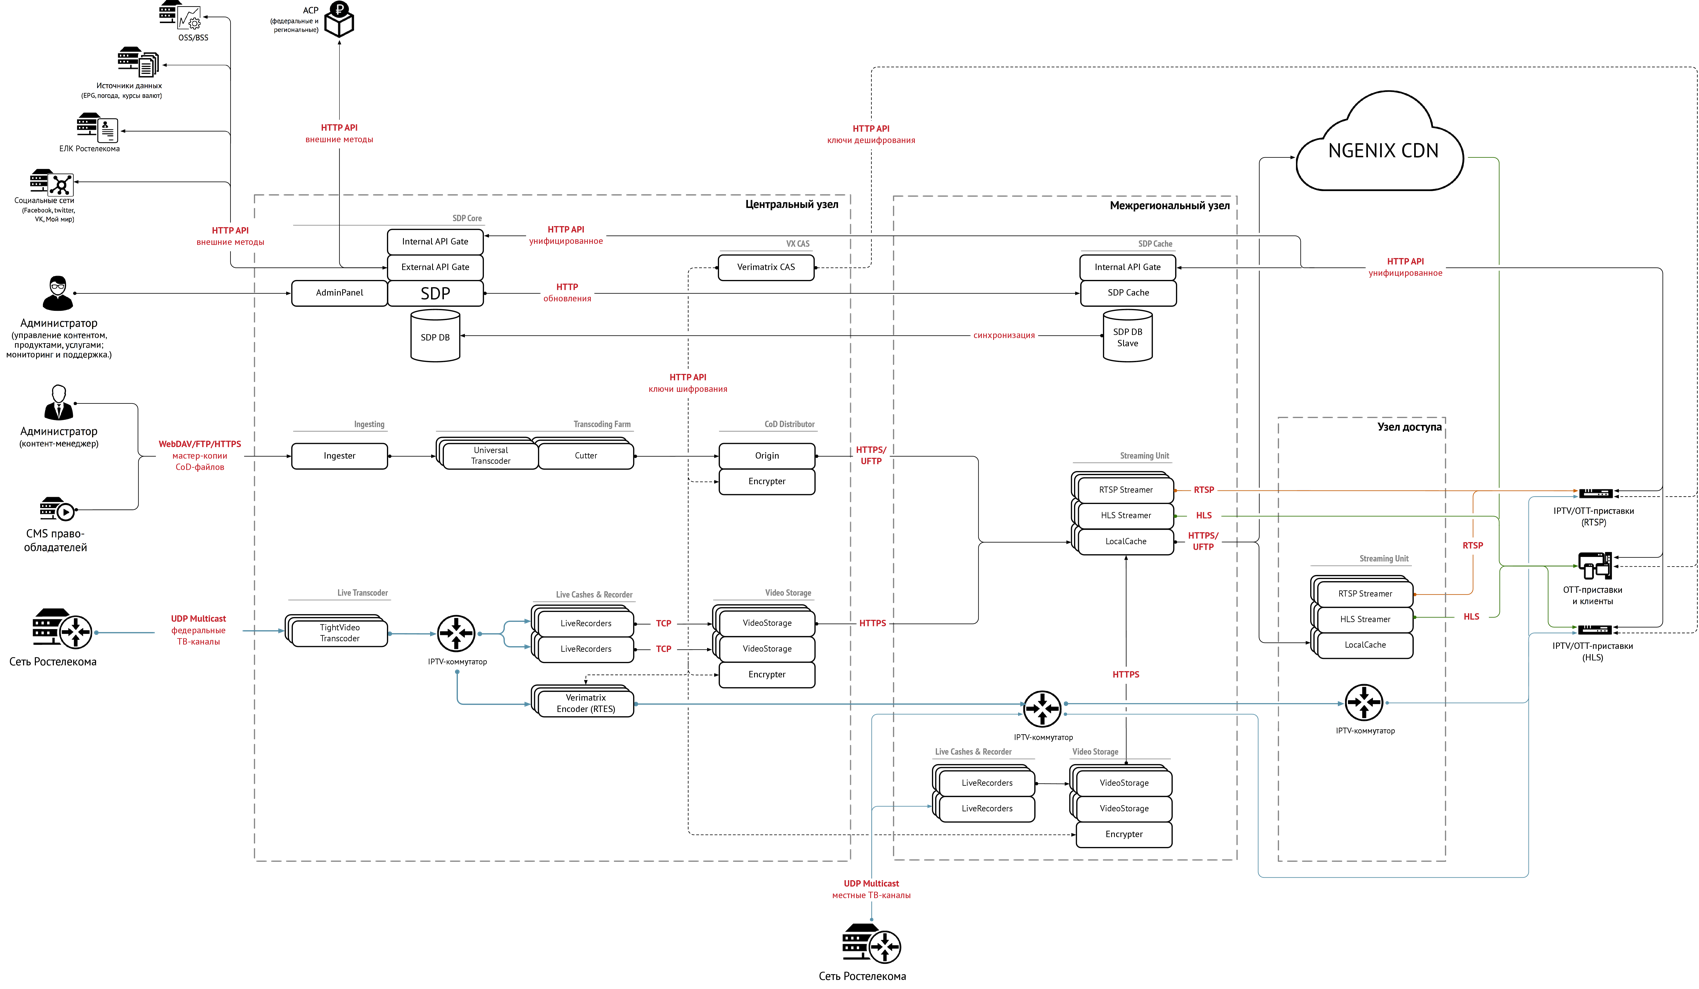 OSS/BSS
АСР
(федеральные и
региональные)
Источники данных
(EPG, погода, курсы валют)
ЕЛК Ростелекома
Социальные сети
(Facebook, twitter,
VK, Мой мир)
HTTP API
внешние методы
HTTP API
внешние методы
HTTP API
ключи дешифрования
NGENIX CDN
Центральный узел
Межрегиональный узел
Узел доступа
SDP Core
Internal API Gate
External API Gate
AdminPanel
SDP
SDP DB
HTTP API
унифицированное
HTTP
обновления
VX CAS
Verimatrix CAS
SDP Cache
Internal API Gate
SDP Cache
SDP DB
Slave
синхронизация
HTTP API
унифицированное
Администратор
(управление контентом,
продуктами, услугами;
мониторинг и поддержка.)
Администратор
(контент-менеджер)
CMS право-
обладателей
WebDAV/FTP/HTTPS
мастер-копии
CoD-файлов
HTTP API
ключи шифрования
Ingesting
Ingester
Transcoding Farm
Universal
Transcoder
Cutter
CoD Distributor
Origin
Encrypter
HTTPS/
UFTP
Streaming Unit
RTSP Streamer
HLS Streamer
LocalCache
RTSP
HLS
HTTPS/
UFTP
RTSP
IPTV/OTT-приставки
(RTSP)
OTT-приставки
и клиенты
IPTV/OTT-приставки
(HLS)
Streaming Unit
RTSP Streamer
HLS Streamer
LocalCache
HLS
Сеть Ростелекома
UDP Multicast
федеральные
ТВ-каналы
Live Transcoder
TightVideo
Transcoder
IPTV-коммутатор
Live Cashes & Recorder
LiveRecorders
LiveRecorders
TCP
TCP
Video Storage
VideoStorage
VideoStorage
Encrypter
HTTPS
Verimatrix
Encoder (RTES)
HTTPS
IPTV-коммутатор
IPTV-коммутатор
Live Cashes & Recorder
LiveRecorders
LiveRecorders
Video Storage
VideoStorage
VideoStorage
Encrypter
UDP Multicast
местные ТВ-каналы
Сеть Ростелекома